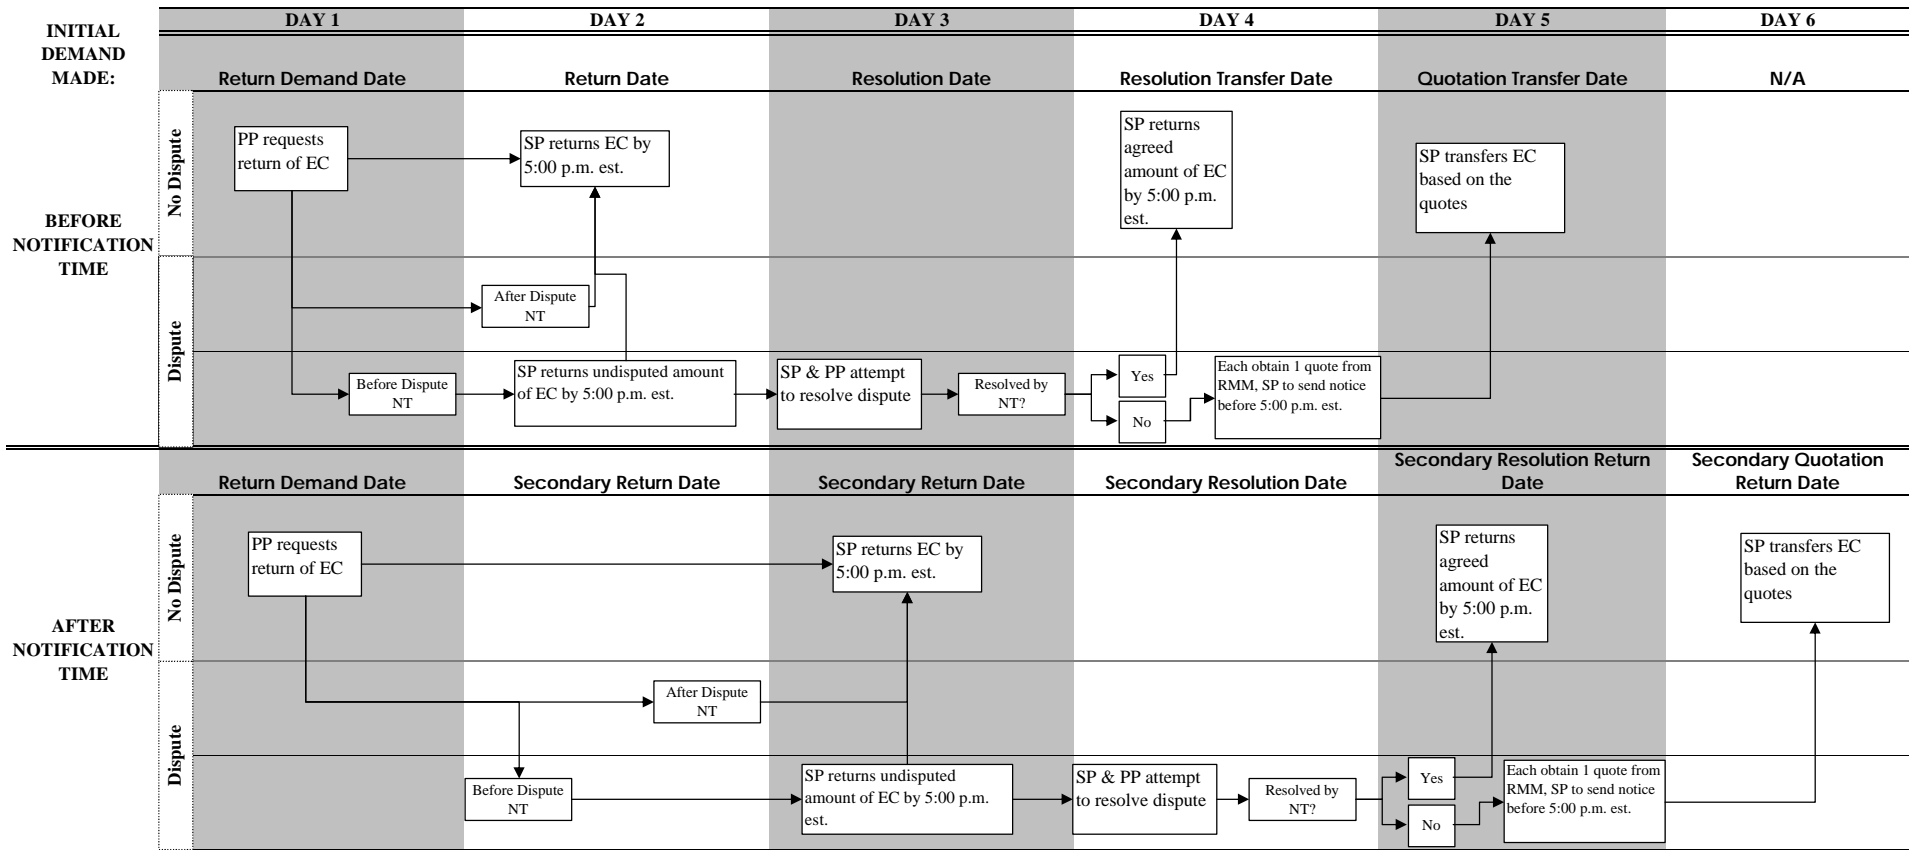 DAY 1
DAY 2
DAY 3
DAY 4
DAY 5
DAY 6
INITIAL
DEMAND
MADE:
Return Demand Date
Return Date
Resolution Date
Resolution Transfer Date
Quotation Transfer Date
N/A
BEFORE
NOTIFICATION
TIME
No Dispute
Dispute
PP requests
return of EC
SP returns EC by
5:00 p.m. est.
SP returns
agreed
amount of EC
by 5:00 p.m.
est.
SP transfers EC
based on the
quotes
After Dispute
NT
Before Dispute
NT
SP returns undisputed amount
of EC by 5:00 p.m. est.
SP & PP attempt
to resolve dispute
Resolved by
NT?
Yes
No
Each obtain 1 quote from
RMM, SP to send notice
before 5:00 p.m. est.
Return Demand Date
Secondary Return Date
Secondary Return Date
Secondary Resolution Date
Secondary Resolution Return
Date
Secondary Quotation
Return Date
AFTER
NOTIFICATION
TIME
No Dispute
Dispute
PP requests
return of EC
SP returns EC by
5:00 p.m. est.
SP returns
agreed
amount of EC
by 5:00 p.m.
est.
SP transfers EC
based on the
quotes
After Dispute
NT
Before Dispute
NT
SP returns undisputed
amount of EC by 5:00 p.m.
est.
SP & PP attempt
to resolve dispute
Resolved by
NT?
Yes
No
Each obtain 1 quote from
RMM, SP to send notice
before 5:00 p.m. est.